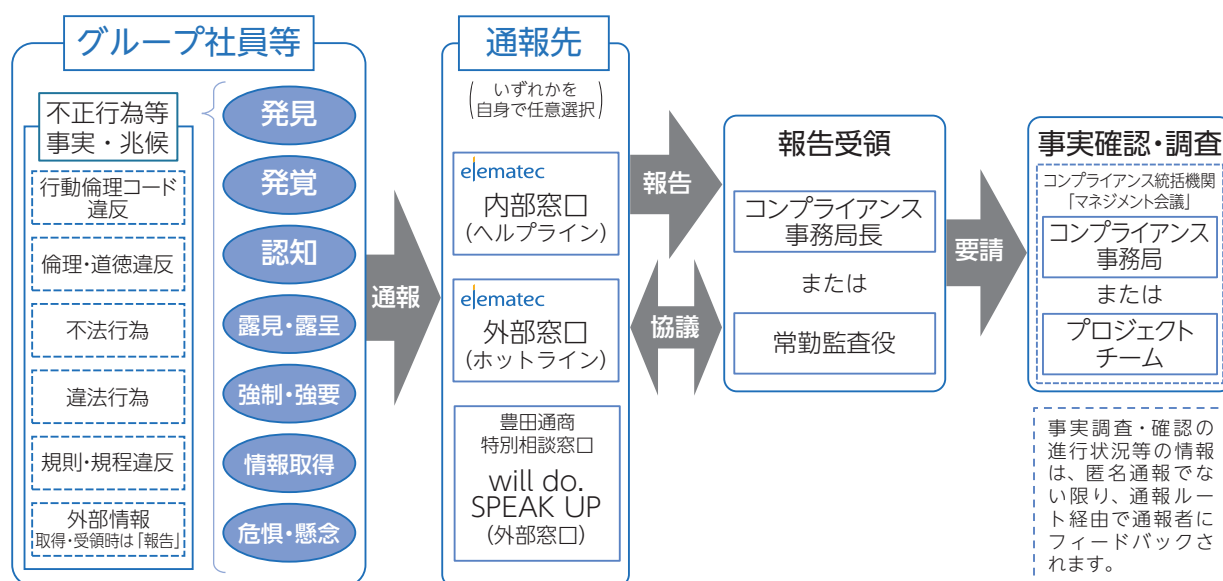 グループ社員等
不正行為等
事実・兆候
行動倫理コード
違反
倫理・道徳違反
不法行為
違法行為
規則・規程違反
外部情報
取得・受領時は「報告」
発見
発覚
認知
露見・露呈
強制・強要
情報取得
危惧・懸念
通報
通報先
(いずれかを
自身で任意選択)
elematec
内部窓口
(ヘルプライン)
elematec
外部窓口
(ホットライン)
豊田通商
特別相談窓口
will do.
SPEAK UP
(外部窓口)
報告
協議
報告受領
コンプライアンス
事務局長
または
常勤監査役
要請
事実確認・調査
コンプライアンス統括機関
「マネジメント会議」
コンプライアンス
事務局
または
プロジェクト
チーム
事実調査・確認の
進行状況等の情報
は、匿名通報でな
い限り、通報ルー
ト経由で通報者に
フィードバックさ
れます。